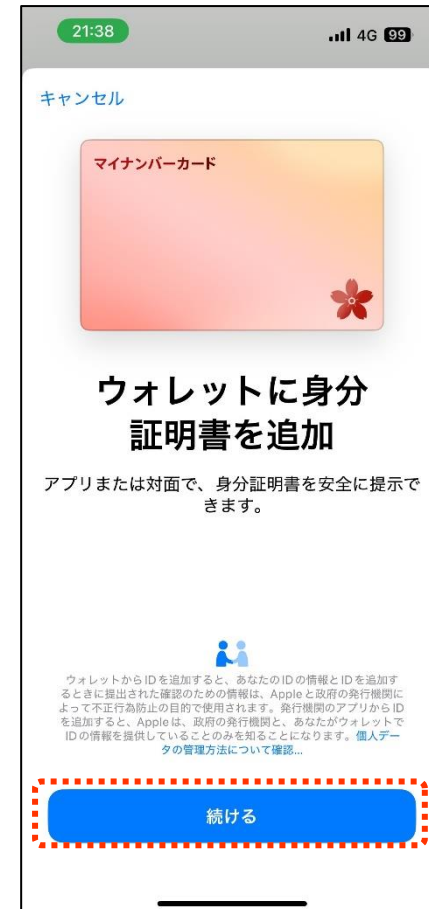 21:38 4G 99
キャンセル
マイナンバーカード
ウォレットに身分
証明書を追加
アプリまたは対面で、身分証明書を安全に提示で
きます。
ウォレットからIDを追加すると、あなたのIDの情報とIDを追加す
るときに提出された確認のための情報は、Appleと政府の発行機関に
よって不正行為防止の目的で使用されます。発行機関のアプリからID
を追加すると、Appleは、政府の発行機関と、あなたがウォレットで
IDの情報を提供していることのみを知ることになります。個人デー
タの管理方法について確認...
続ける